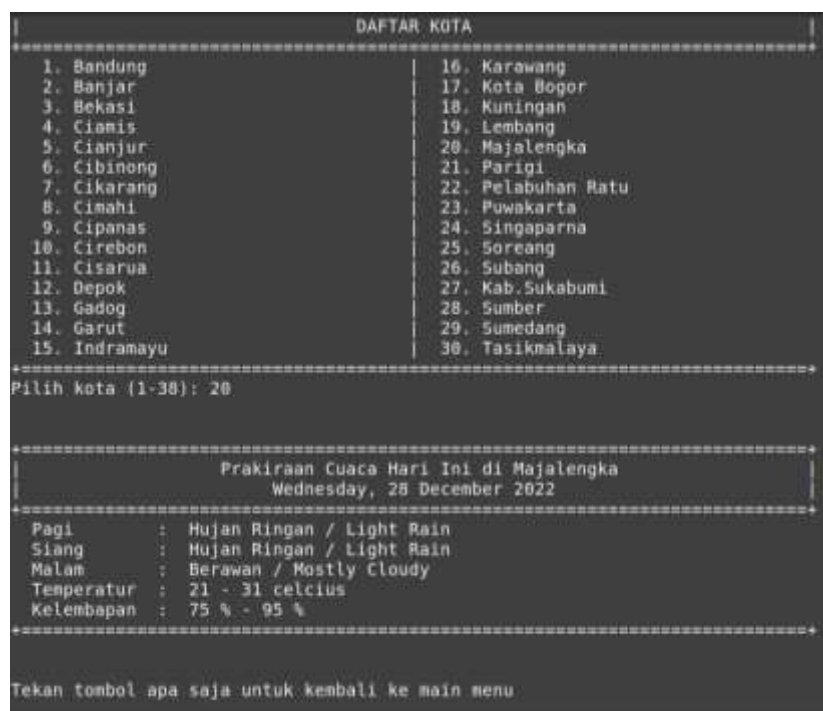 DAFTAR KOTA
1. Bandung | 16. Karawang
2. Banjar | 17. Kota Bogor
3. Bekasi | 18. Kuningan
4. Ciamis | 19. Lembang
5. Cianjur | 20. Majalengka
6. Cibinong | 21. Parigi
7. Cikarang | 22. Pelabuhan Ratu
8. Cimahi | 23. Puwakarta
9. Cipanas | 24. Singaparna
10. Cirebon | 25. Soreang
11. Cisarua | 26. Subang
12. Depok | 27. Kab.Sukabumi
13. Gadog | 28. Sumber
14. Garut | 29. Sumedang
15. Indramayu | 30. Tasikmalaya
Pilih kota (1-38): 20
Prakiraan Cuaca Hari Ini di Majalengka
Wednesday, 28 December 2022
Pagi : Hujan Ringan / Light Rain
Siang : Hujan Ringan / Light Rain
Malam : Berawan / Mostly Cloudy
Temperatur : 21 - 31 celcius
Kelembapan : 75 % - 95 %
Tekan tombol apa saja untuk kembali ke main menu